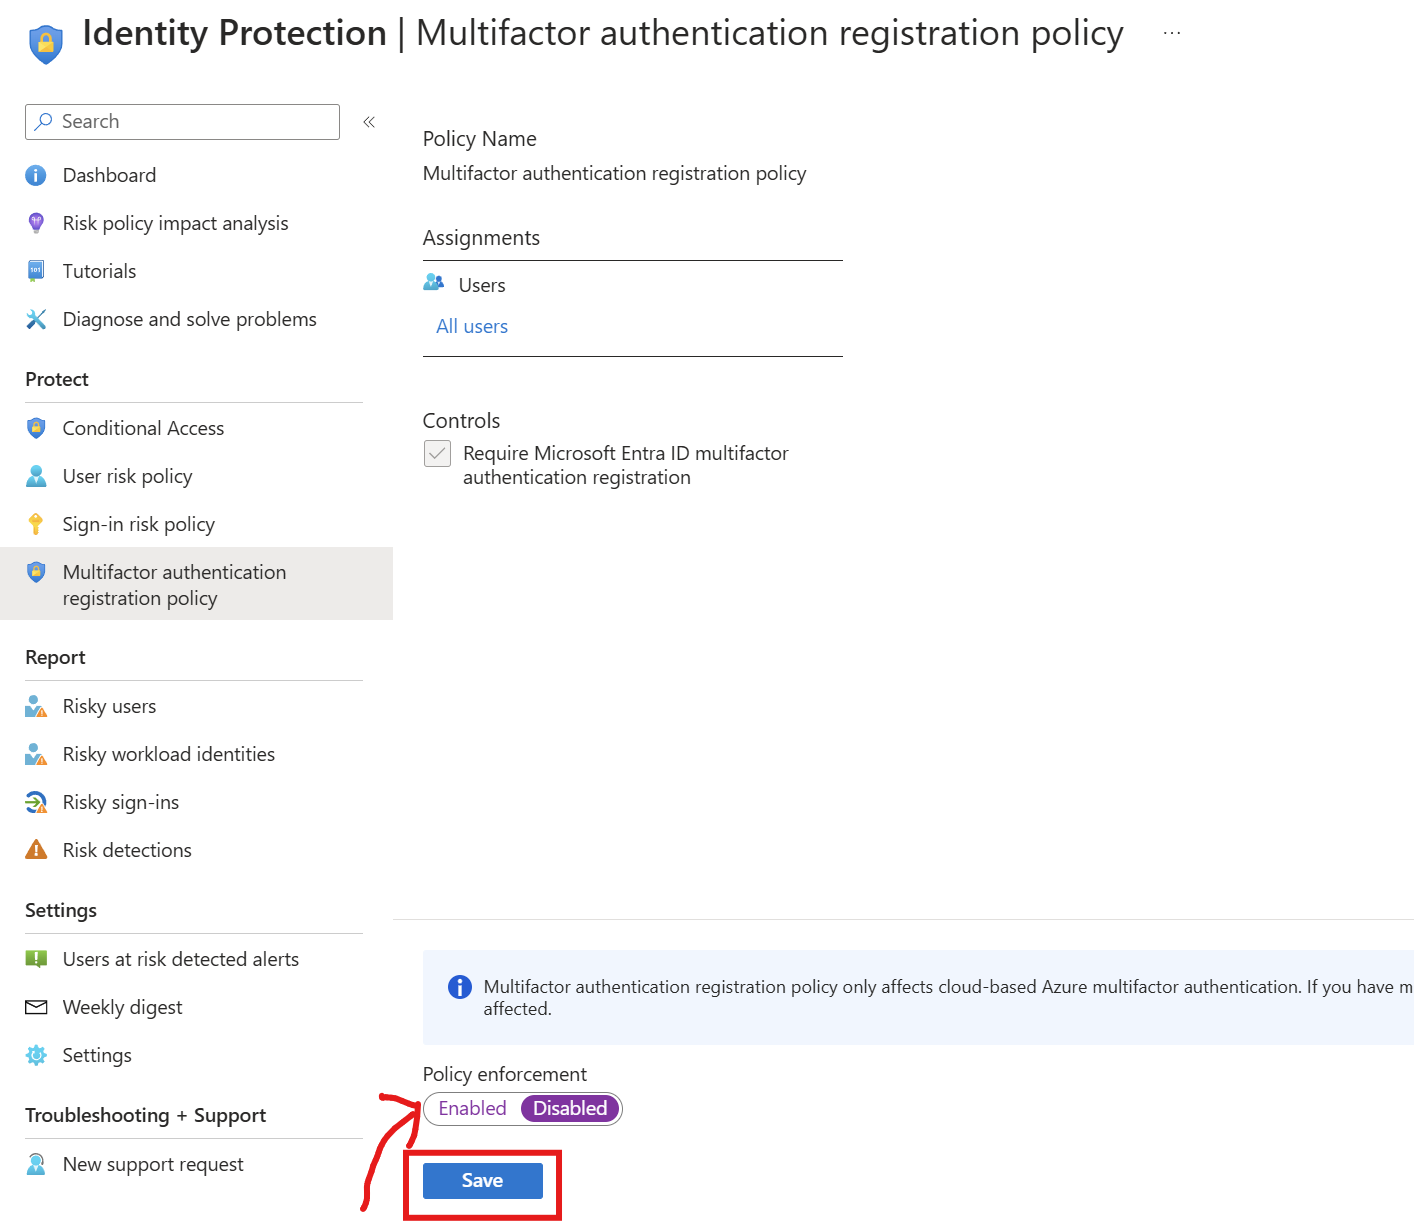 Identity Protection | Multifactor authentication registration policy ...
Search
Dashboard
Risk policy impact analysis
Tutorials
Diagnose and solve problems
Protect
Conditional Access
User risk policy
Sign-in risk policy
Multifactor authentication
registration policy
Report
Risky users
Risky workload identities
Risky sign-ins
Risk detections
Settings
Users at risk detected alerts
Weekly digest
Settings
Troubleshooting + Support
New support request
Policy Name
Multifactor authentication registration policy
Assignments
Users
All users
Controls
Require Microsoft Entra ID multifactor
authentication registration
Multifactor authentication registration policy only affects cloud-based Azure multifactor authentication. If you have m
affected.
Policy enforcement
Enabled Disabled
Save